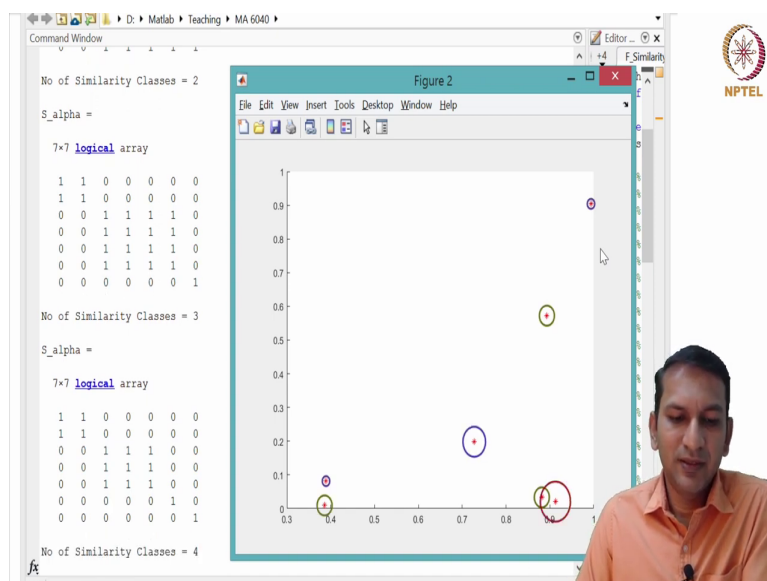 D: ▸ Matlab ▸ Teaching ▸ MA 6040 ▸
Command Window
Editor ...
+4 F_Similarity
0 0 1 1 1 1 1
No of Similarity Classes = 2
S_alpha =
7×7 logical array
1 1 0 0 0 0 0
1 1 0 0 0 0 0
0 0 1 1 1 1 0
0 0 1 1 1 1 0
0 0 1 1 1 1 0
0 0 1 1 1 1 0
0 0 0 0 0 0 1
No of Similarity Classes = 3
S_alpha =
7×7 logical array
1 1 0 0 0 0 0
1 1 0 0 0 0 0
0 0 1 1 1 0 0
0 0 1 1 1 0 0
0 0 1 1 1 0 0
0 0 0 0 0 1 0
0 0 0 0 0 0 1
No of Similarity Classes = 4
fx
Figure 2
File Edit View Insert Tools Desktop Window Help
1
0.9
0.8
0.7
0.6
0.5
0.4
0.3
0.2
0.1
0
0.3 0.4 0.5 0.6 0.7 0.8 0.9 1
NPTEL